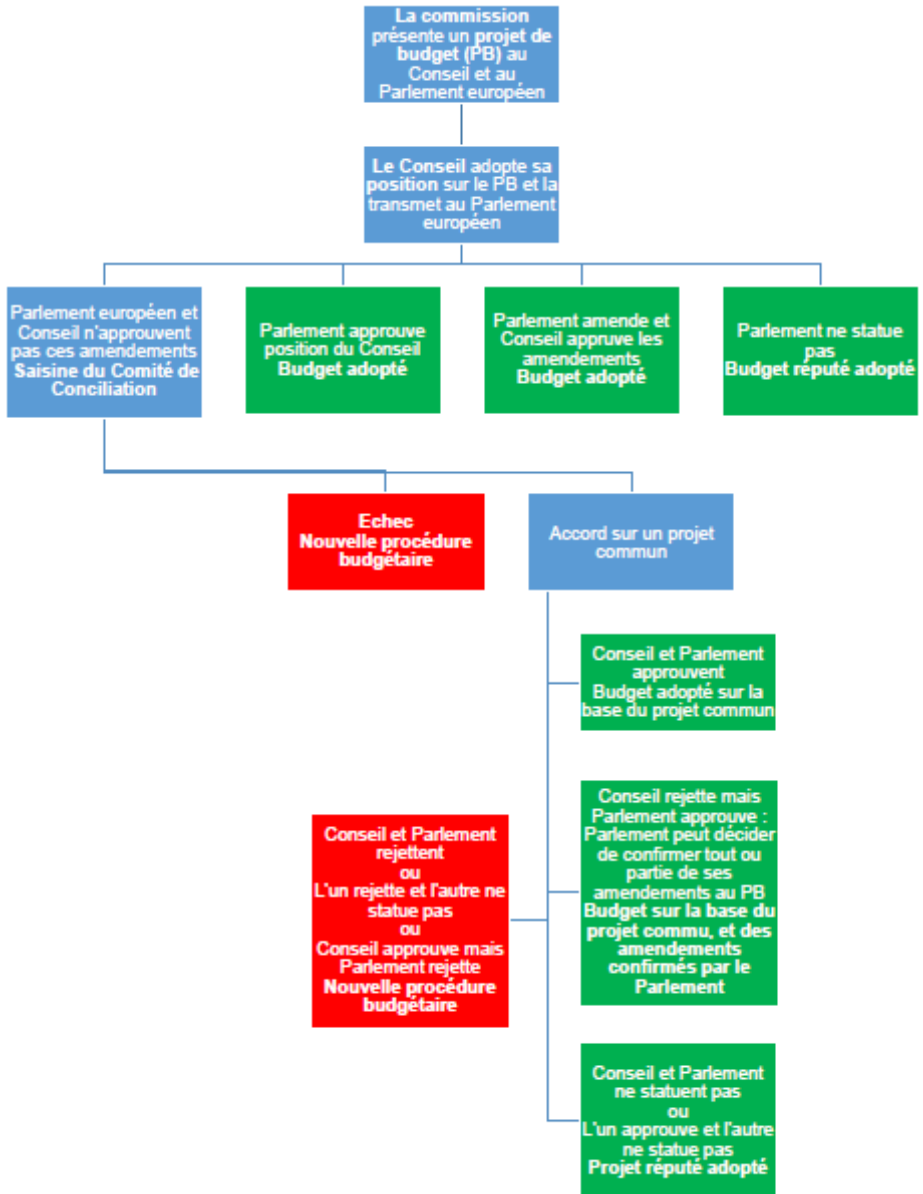 La commission
présente un projet de
budget (PB) au
Conseil et au
Parlement européen
Le Conseil adopte sa
position sur le PB et la
transmet au Parlement
européen
Parlement européen et
Conseil n'approuvent
pas ces amendements
Saisine du Comité de
Conciliation
Parlement approuve
position du Conseil
Budget adopté
Parlement amende et
Conseil appruve les
amendements
Budget adopté
Parlement ne statue
pas
Budget réputé adopté
Echec
Nouvelle procédure
budgétaire
Accord sur un projet
commun
Conseil et Parlement
approuvent
Budget adopté sur la
base du projet commun
Conseil et Parlement
rejettent
ou
L'un rejette et l'autre ne
statue pas
ou
Conseil approuve mais
Parlement rejette
Nouvelle procédure
budgétaire
Conseil rejette mais
Parlement approuve :
Parlement peut décider
de confirmer tout ou
partie de ses
amendements au PB
Budget sur la base du
projet commu, et des
amendements
confirmés par le
Parlement
Conseil et Parlement
ne statuent pas
ou
L'un approuve et l'autre
ne statue pas
Projet réputé adopté